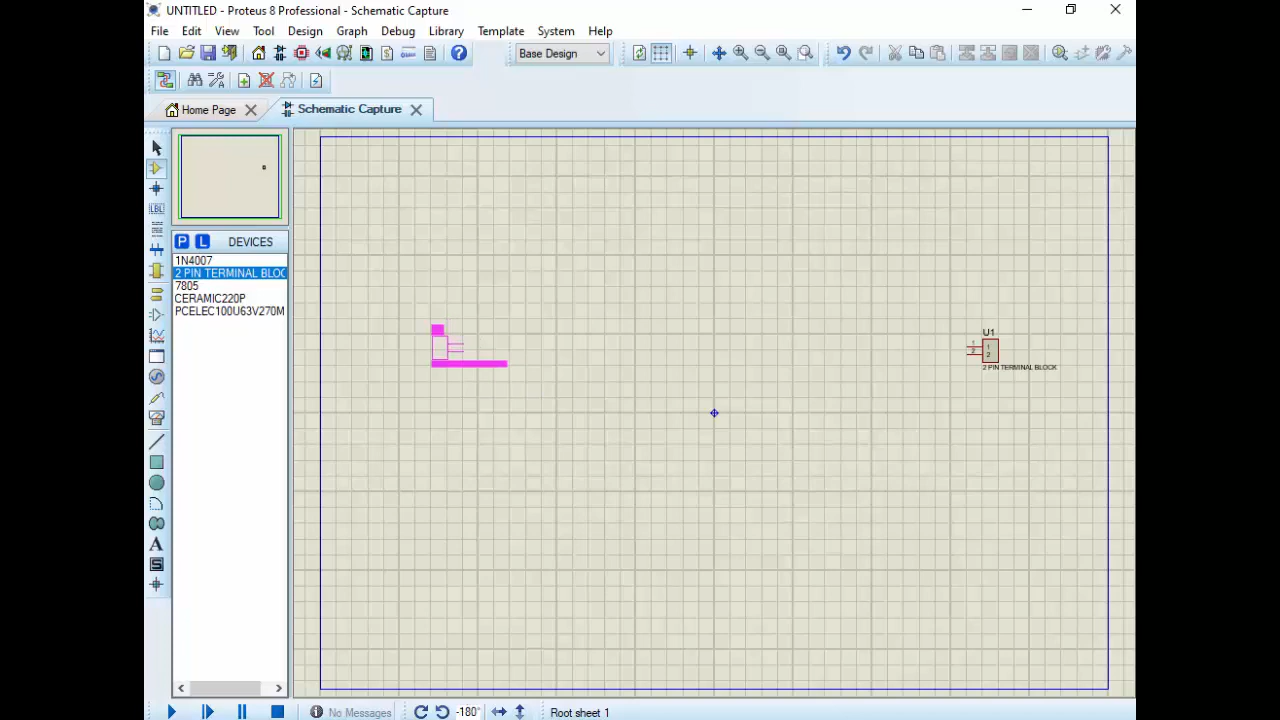 UNTITLED - Proteus 8 Professional - Schematic Capture
File Edit View Tool Design Graph Debug Library Template System Help
Base Design
Home Page Schematic Capture
P L DEVICES
1N4007
2 PIN TERMINAL BLOC
7805
CERAMIC220P
PCELEC100U63V270M
LBL
A
S
U1
1 1
2 2
2 PIN TERMINAL BLOCK
No Messages -180° Root sheet 1